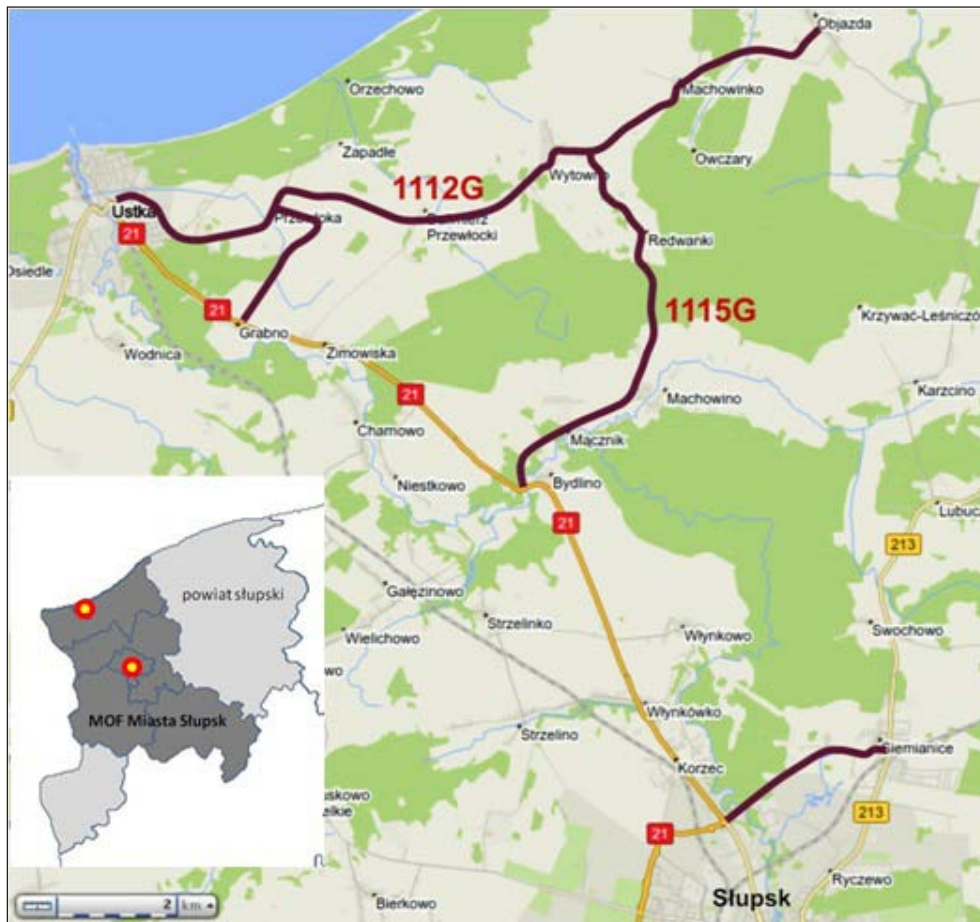 Objazda
Orzechowo
Machowinko
Zapadłe
Owczary
1112G
Wytowno
Ustka
Przewłoka
Przewłocki
21
Redwanki
Osiedle
21
1115G
Grabno
Krzywać-Leśniczó
Wodnica
Zimowiska
21
Karzcino
Machowino
Charnowo
Mącznik
Niestkowo
Bydlino
Lubucz
21
213
powiat słupski
Gałęzinowo
Strzelinko
Swochowo
Wielichowo
Włynkowo
MOF Miasta Słupsk
Włynkówko
Strzelino
Siemianice
Korzec
213
21
Ryczewo
Słupsk
Bierkowo
2
km